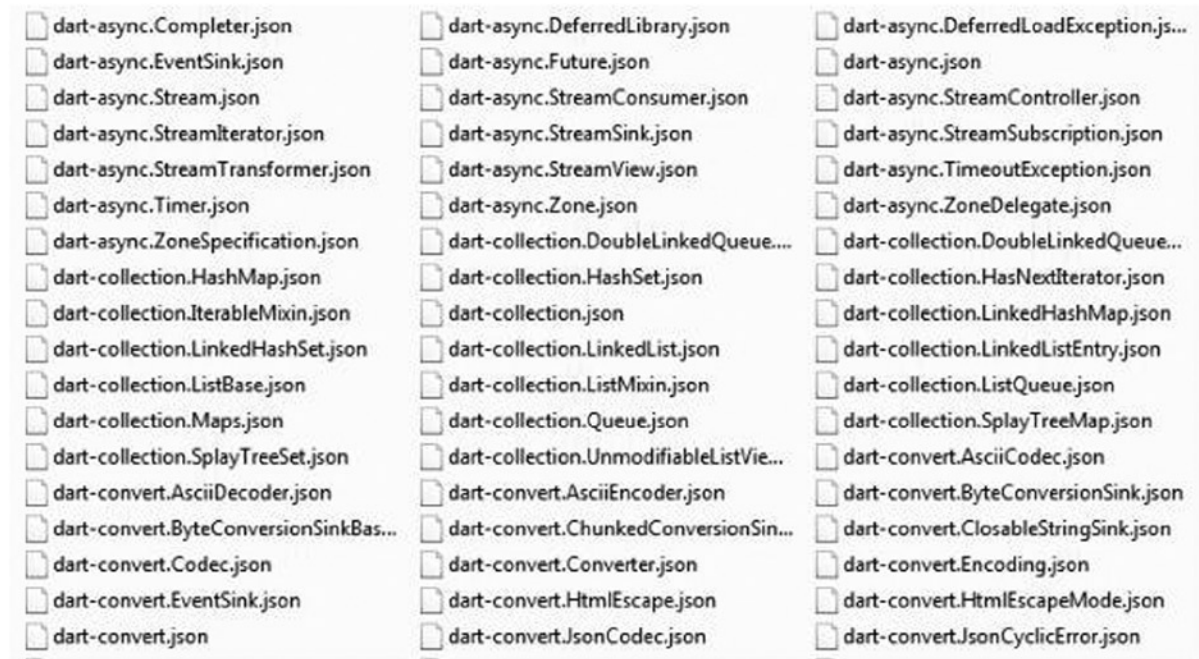 dart-async.Completer.json dart-async.DeferredLibrary.json dart-async.DeferredLoadException.js...
dart-async.EventSink.json dart-async.Future.json dart-async.json
dart-async.Stream.json dart-async.StreamConsumer.json dart-async.StreamController.json
dart-async.StreamIterator.json dart-async.StreamSink.json dart-async.StreamSubscription.json
dart-async.StreamTransformer.json dart-async.StreamView.json dart-async.TimeoutException.json
dart-async.Timer.json dart-async.Zone.json dart-async.ZoneDelegate.json
dart-async.ZoneSpecification.json dart-collection.DoubleLinkedQueue.... dart-collection.DoubleLinkedQueue...
dart-collection.HashMap.json dart-collection.HashSet.json dart-collection.HasNextIterator.json
dart-collection.IterableMixin.json dart-collection.json dart-collection.LinkedHashMap.json
dart-collection.LinkedHashSet.json dart-collection.LinkedList.json dart-collection.LinkedListEntry.json
dart-collection.ListBase.json dart-collection.ListMixin.json dart-collection.ListQueue.json
dart-collection.Maps.json dart-collection.Queue.json dart-collection.SplayTreeMap.json
dart-collection.SplayTreeSet.json dart-collection.UnmodifiableListVie... dart-convert.AsciiCodec.json
dart-convert.AsciiDecoder.json dart-convert.AsciiEncoder.json dart-convert.ByteConversionSink.json
dart-convert.ByteConversionSinkBas... dart-convert.ChunkedConversionSin... dart-convert.ClosableStringSink.json
dart-convert.Codec.json dart-convert.Converter.json dart-convert.Encoding.json
dart-convert.EventSink.json dart-convert.HtmlEscape.json dart-convert.HtmlEscapeMode.json
dart-convert.json dart-convert.JsonCodec.json dart-convert.JsonCyclicError.json